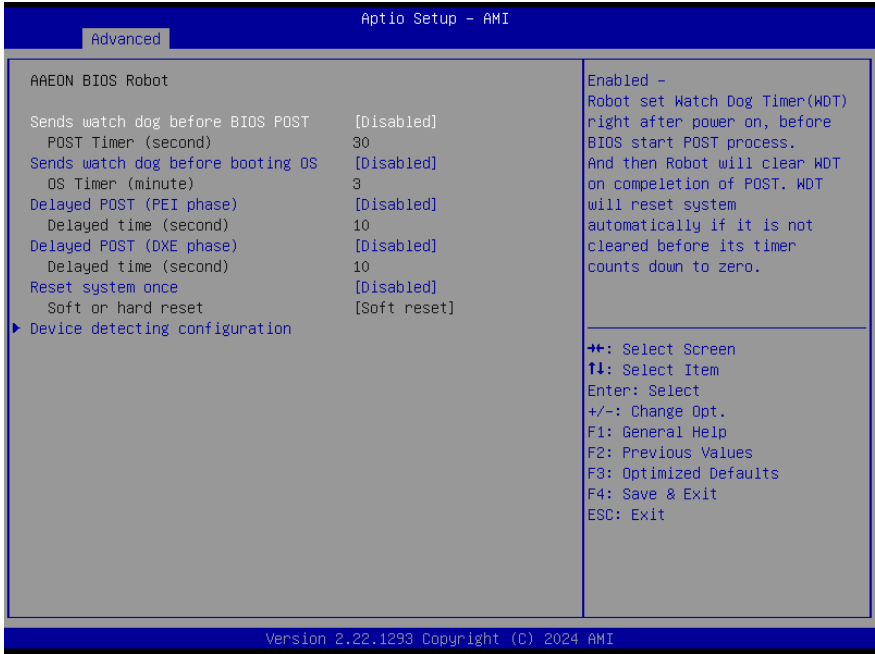 Aptio Setup – AMI
Advanced
AAEON BIOS Robot
Sends watch dog before BIOS POST [Disabled]
POST Timer (second) 30
Sends watch dog before booting OS [Disabled]
OS Timer (minute) 3
Delayed POST (PEI phase) [Disabled]
Delayed time (second) 10
Delayed POST (DXE phase) [Disabled]
Delayed time (second) 10
Reset system once [Disabled]
Soft or hard reset [Soft reset]
Device detecting configuration
Enabled –
Robot set Watch Dog Timer(WDT)
right after power on, before
BIOS start POST process.
And then Robot will clear WDT
on compeletion of POST. WDT
will reset system
automatically if it is not
cleared before its timer
counts down to zero.
→←: Select Screen
↑↓: Select Item
Enter: Select
+/-: Change Opt.
F1: General Help
F2: Previous Values
F3: Optimized Defaults
F4: Save & Exit
ESC: Exit
Version 2.22.1293 Copyright (C) 2024 AMI